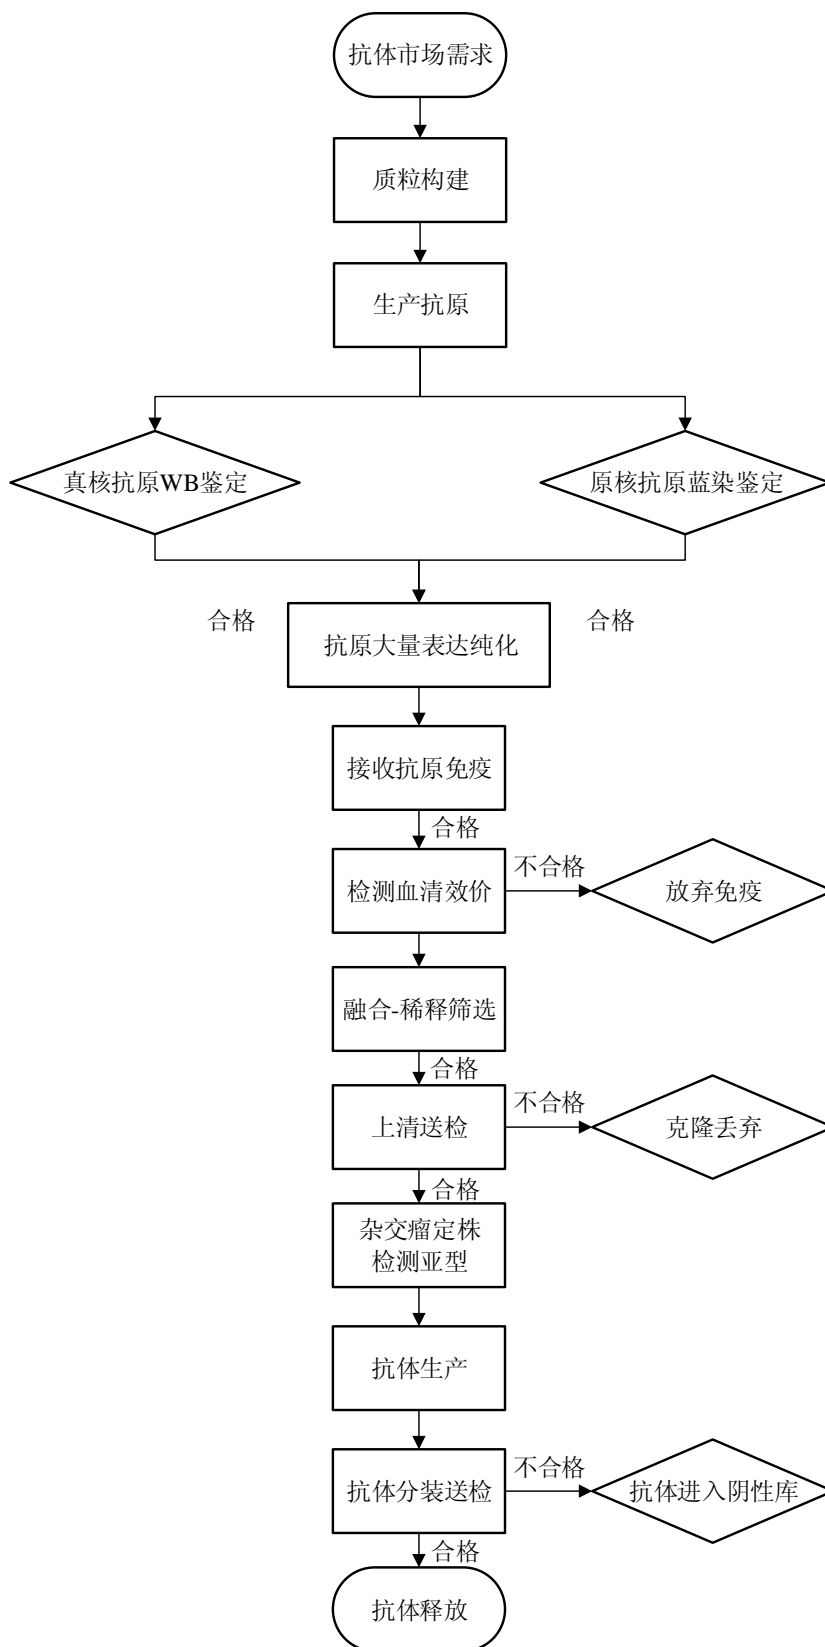 抗体市场需求
质粒构建
生产抗原
真核抗原WB鉴定
原核抗原蓝染鉴定
合格
合格
抗原大量表达纯化
接收抗原免疫
合格
不合格
检测血清效价
放弃免疫
融合-稀释筛选
合格
不合格
上清送检
克隆丢弃
合格
杂交瘤定株
检测亚型
抗体生产
不合格
抗体分装送检
抗体进入阴性库
合格
抗体释放